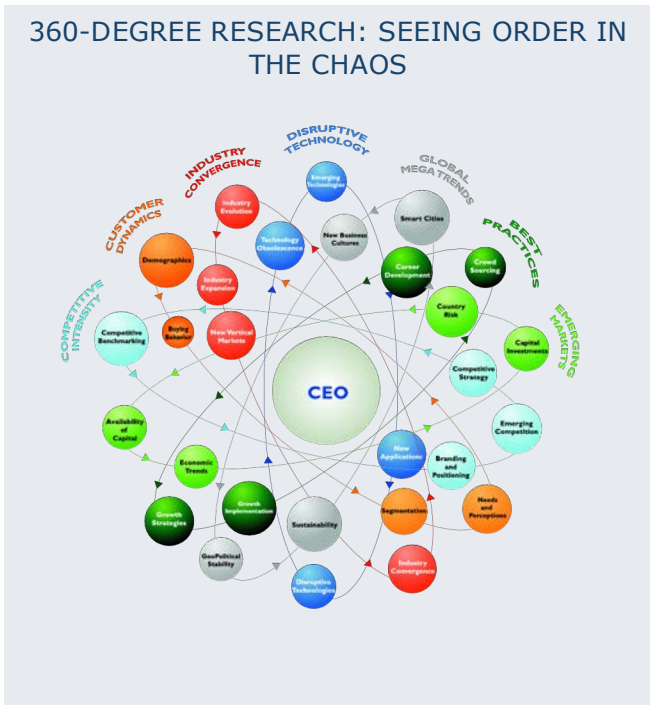 360-DEGREE RESEARCH: SEEING ORDER IN
THE CHAOS
DISRUPTIVE
TECHNOLOGY
INDUSTRY
CONVERGENCE
GLOBAL
MEGATRENDS
CUSTOMER
DYNAMICS
BEST
PRACTICES
COMPETITIVE
INTENSITY
EMERGING
MARKETS
Emerging
Technologies
Industry
Evolution
Smart Cities
New Business
Cultures
Technology
Obsolescence
Demographics
Career
Development
Crowd
Sourcing
Industry
Expansion
Country
Risk
Competitive
Benchmarking
Buying
Behavior
New Vertical
Markets
Capital
Investments
Competitive
Strategy
CEO
Availability
of
Capital
Emerging
Competition
New
Applications
Economic
Trends
Branding
and
Positioning
Growth
Strategies
Growth
Implementation
Sustainability
Segmentation
Needs
and
Perceptions
GeoPolitical
Stability
Industry
Convergence
Disruptive
Technologies